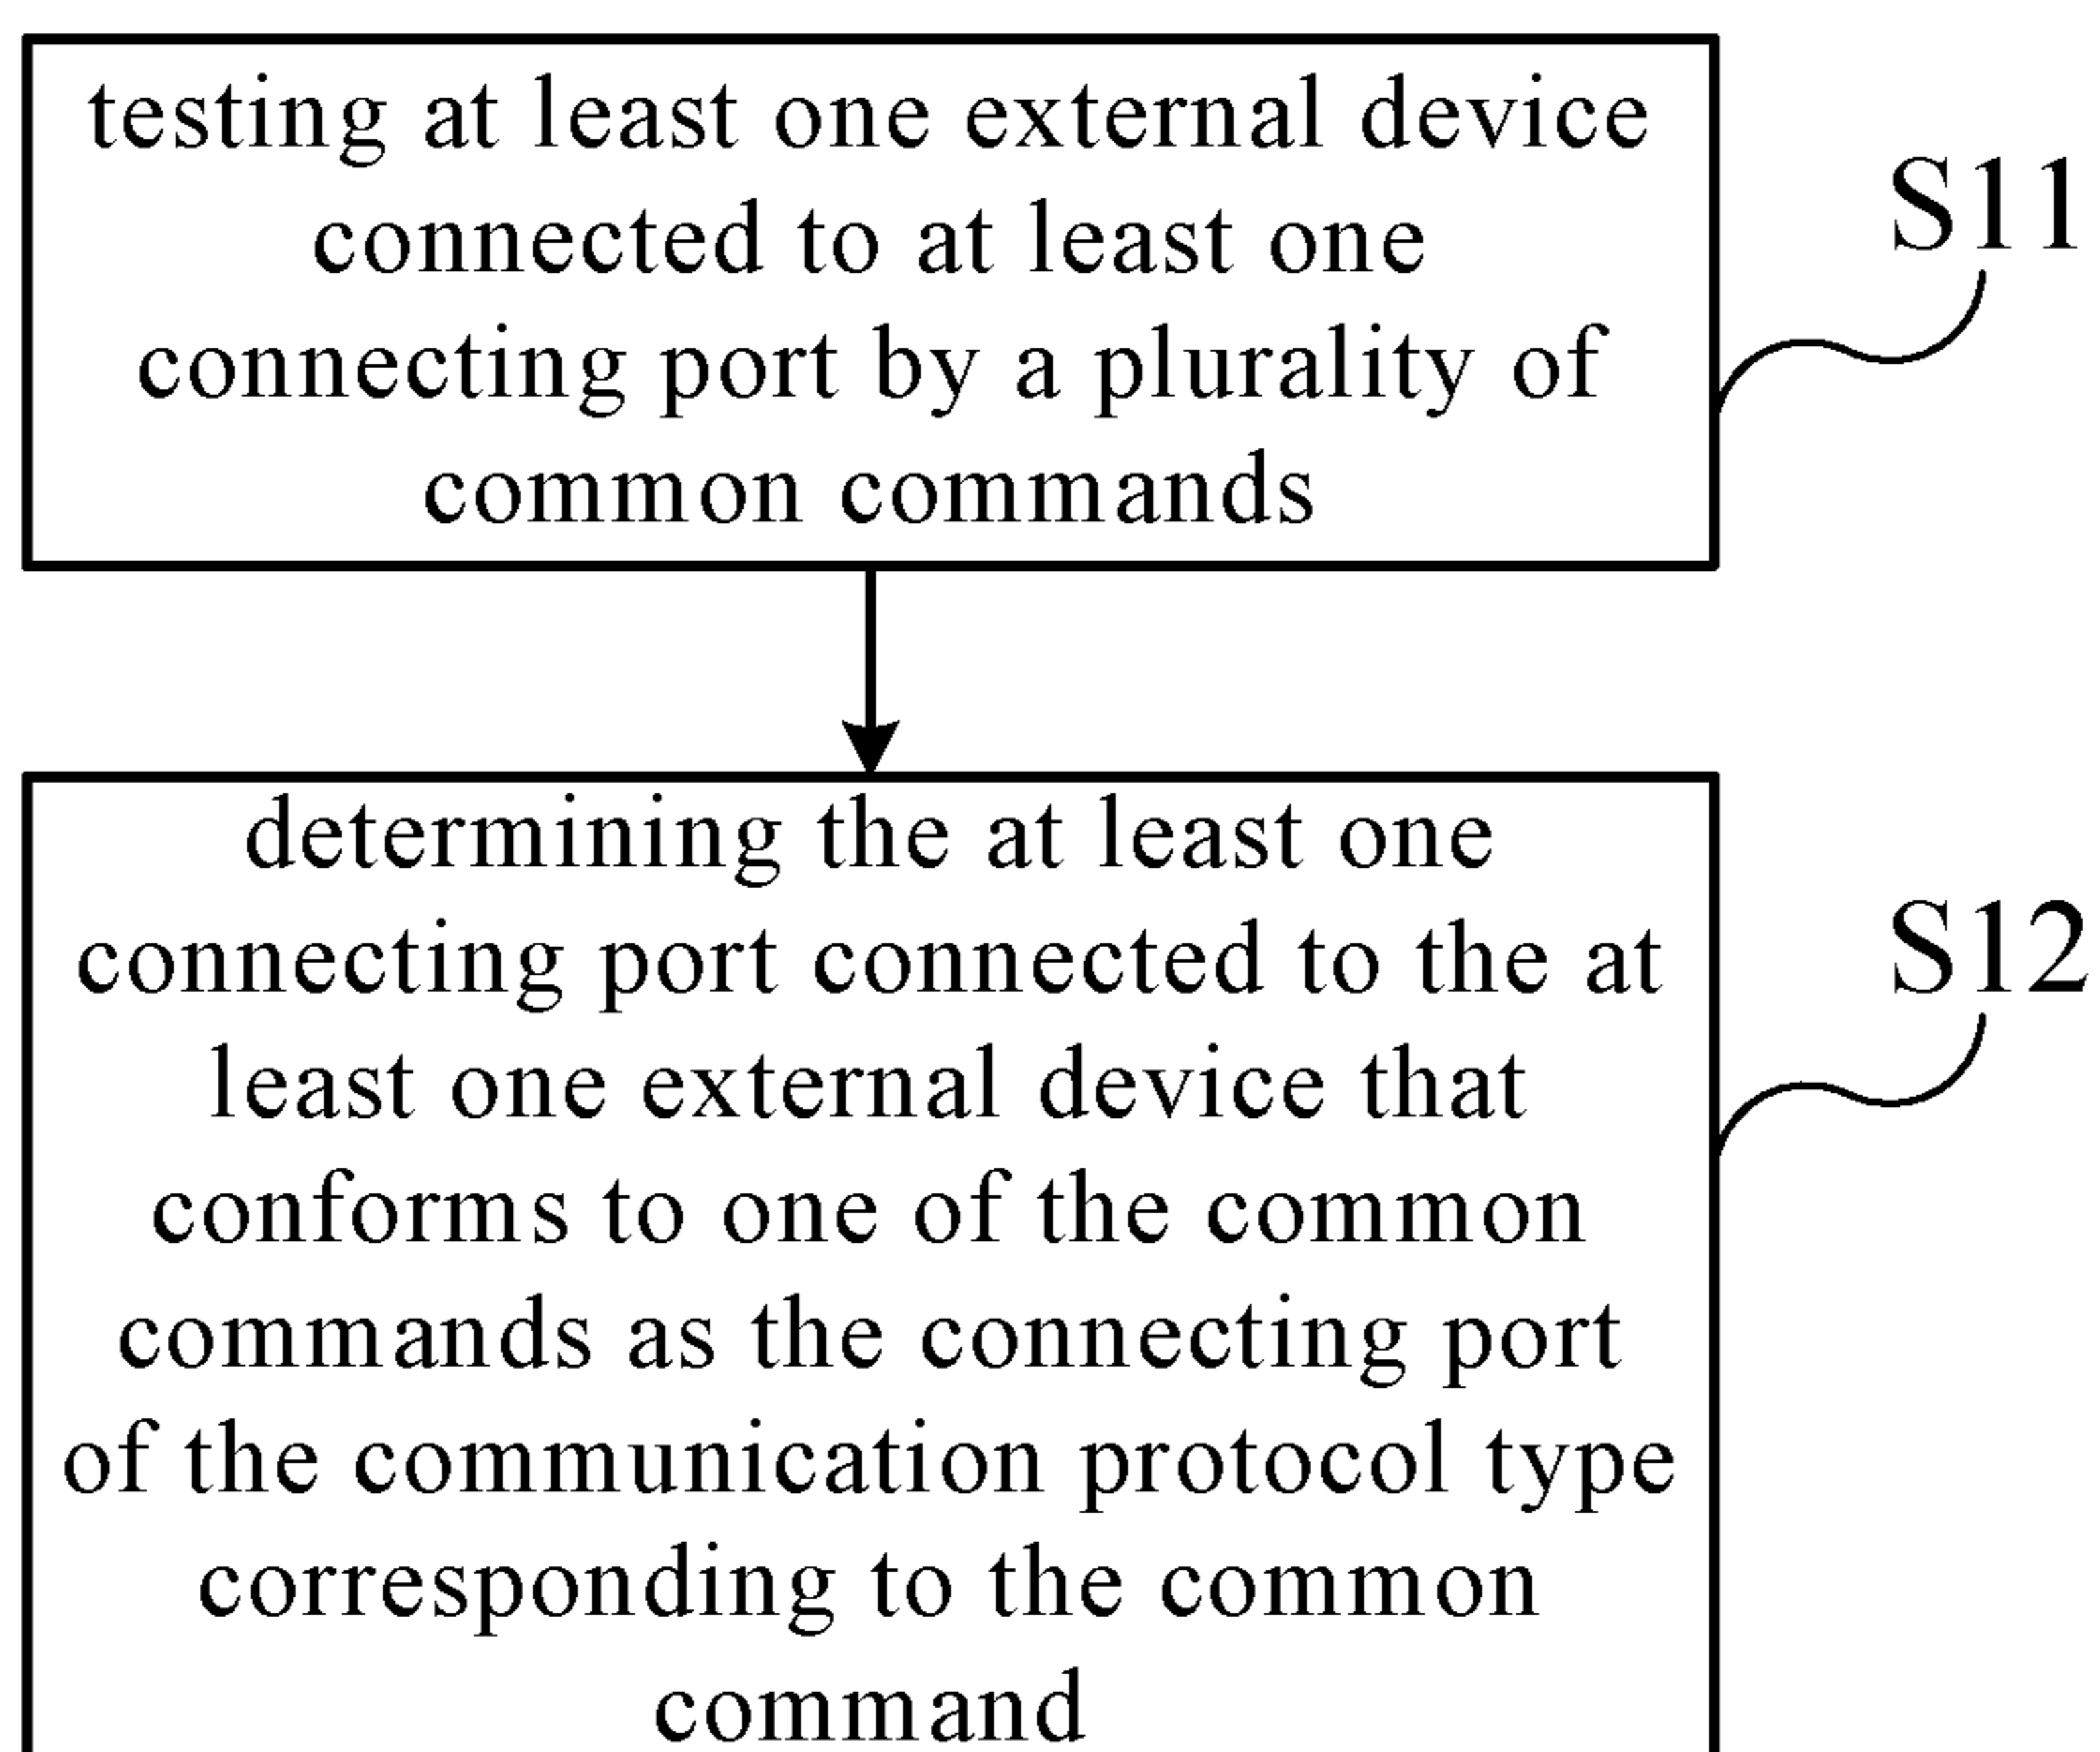 testing at least one external device
connected to at least one
connecting port by a plurality of
common commands
S11
determining the at least one
connecting port connected to the at
least one external device that
conforms to one of the common
commands as the connecting port
of the communication protocol type
corresponding to the common
command
S12